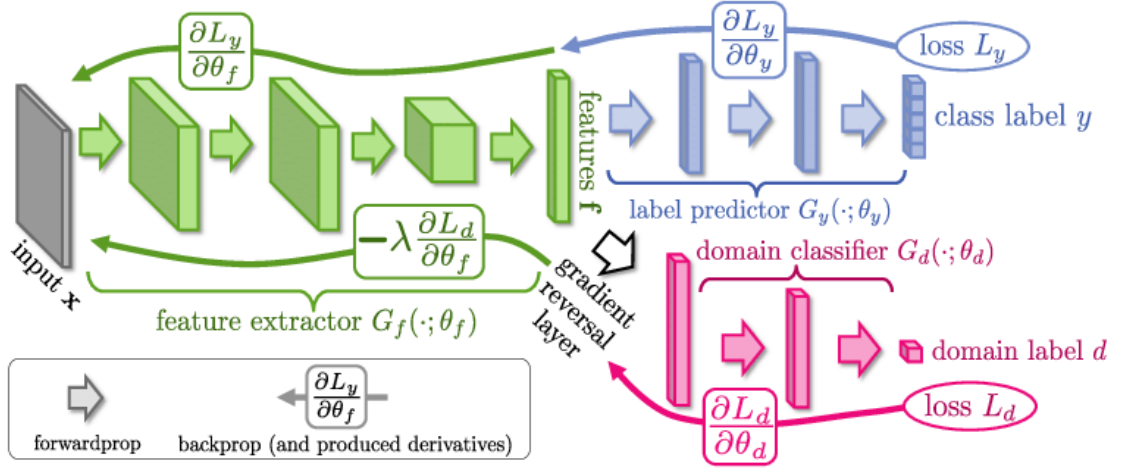 ∂L_y/∂θ_f
∂L_y/∂θ_y
loss L_y
features f
class label y
label predictor G_y(·; θ_y)
−λ ∂L_d/∂θ_f
input x
feature extractor G_f(·; θ_f)
gradient
reversal
layer
domain classifier G_d(·; θ_d)
domain label d
∂L_d/∂θ_d
loss L_d
∂L_y/∂θ_f
forwardprop
backprop (and produced derivatives)